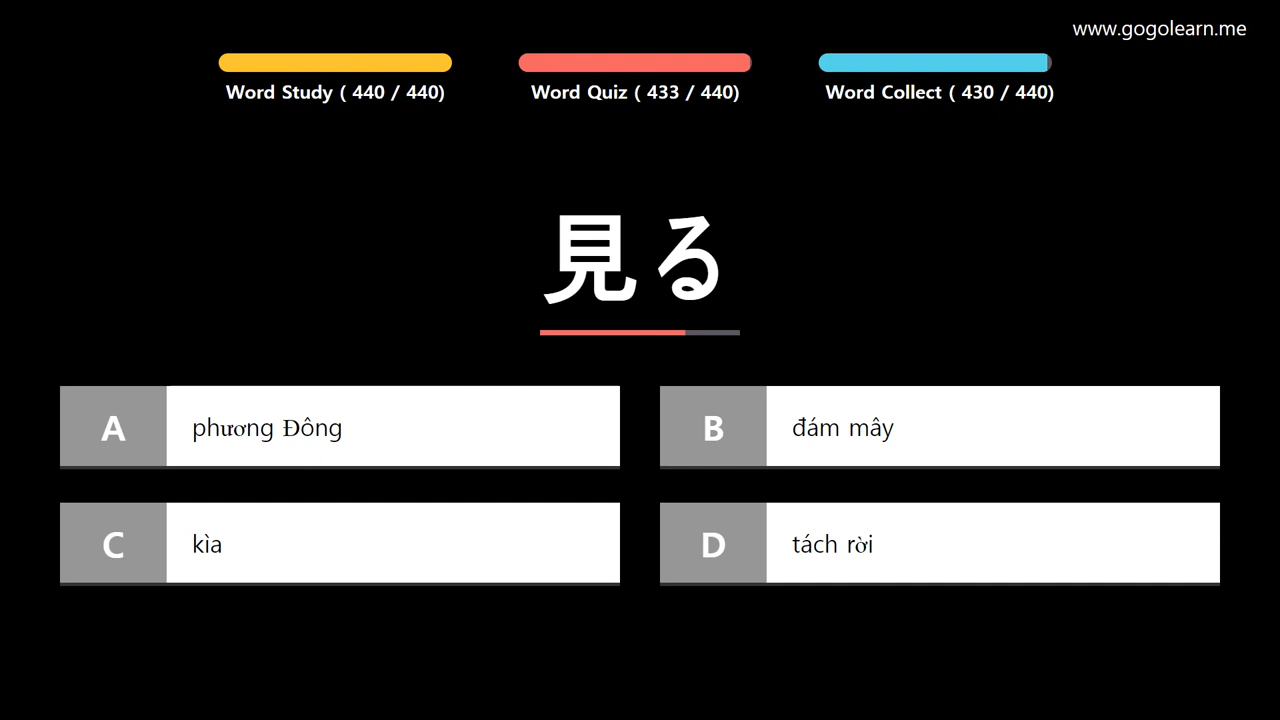 www.gogolearn.me
Word Study ( 440 / 440)
Word Quiz ( 433 / 440)
Word Collect ( 430 / 440)
見る
A phương Đông
B đám mây
C kìa
D tách rời